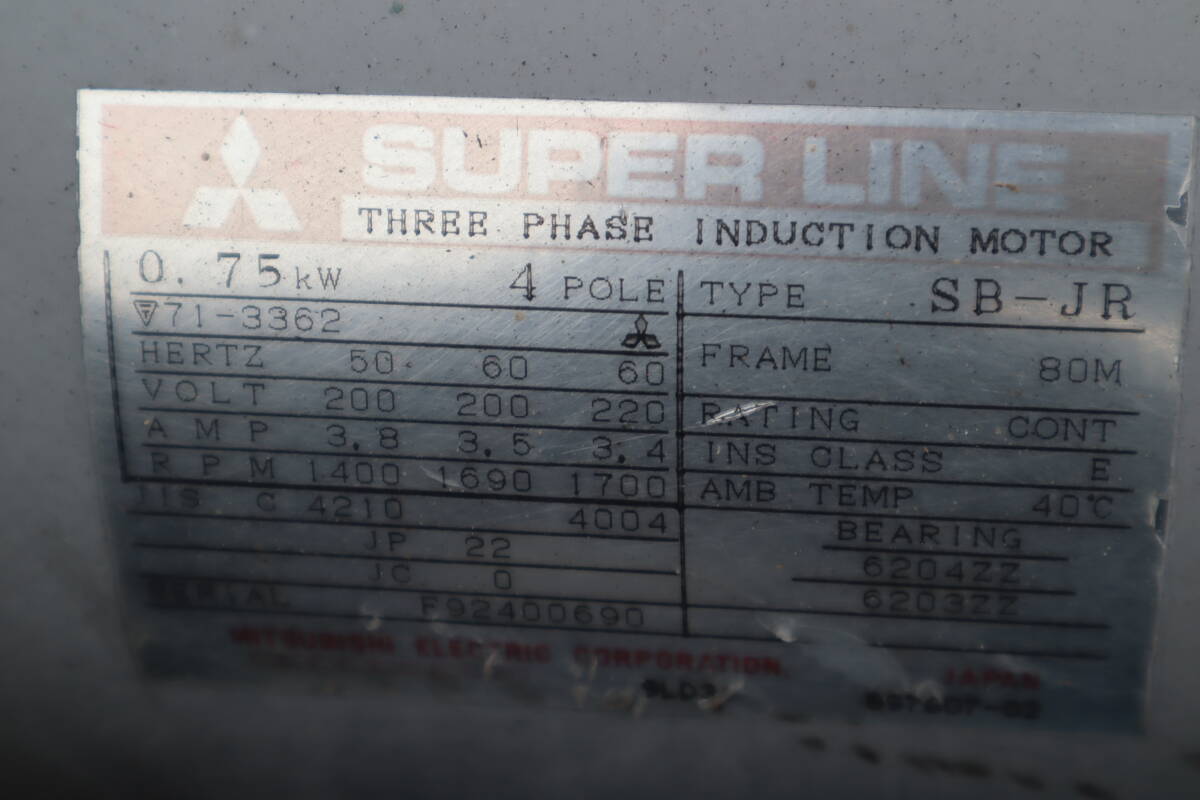 SUPER LINE
THREE PHASE INDUCTION MOTOR
0.75 kW 4 POLE
71-3362
HERTZ 50 60 60
VOLT 200 200 220
AMP 3.8 3.5 3.4
RPM 1400 1690 1700
JIS C 4210 4004
JP 22
JC 0
SERIAL F92400690
TYPE SB-JR
FRAME 80M
RATING CONT
INS CLASS E
AMB TEMP 40℃
BEARING
6204ZZ
6203ZZ
MITSUBISHI ELECTRIC CORPORATION JAPAN